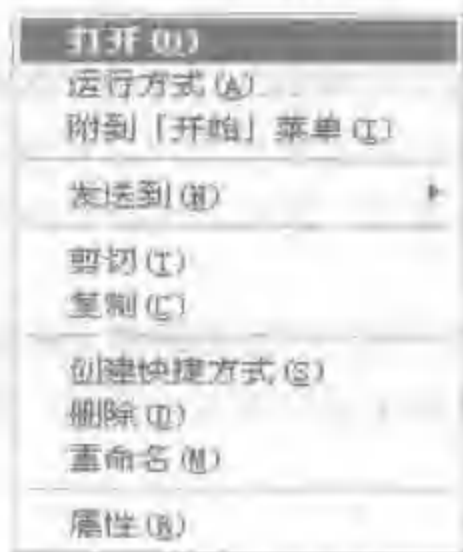 打开(O)
运行方式(A)...
附到「开始」菜单(I)
发送到(N)
剪切(T)
复制(C)
创建快捷方式(S)
删除(D)
重命名(M)
属性(R)